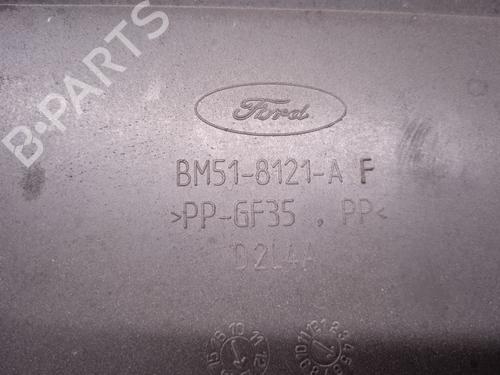 B-PARTS
Ford
BM51-8121-A F
>PP-GF35 , PP<
D2L4A